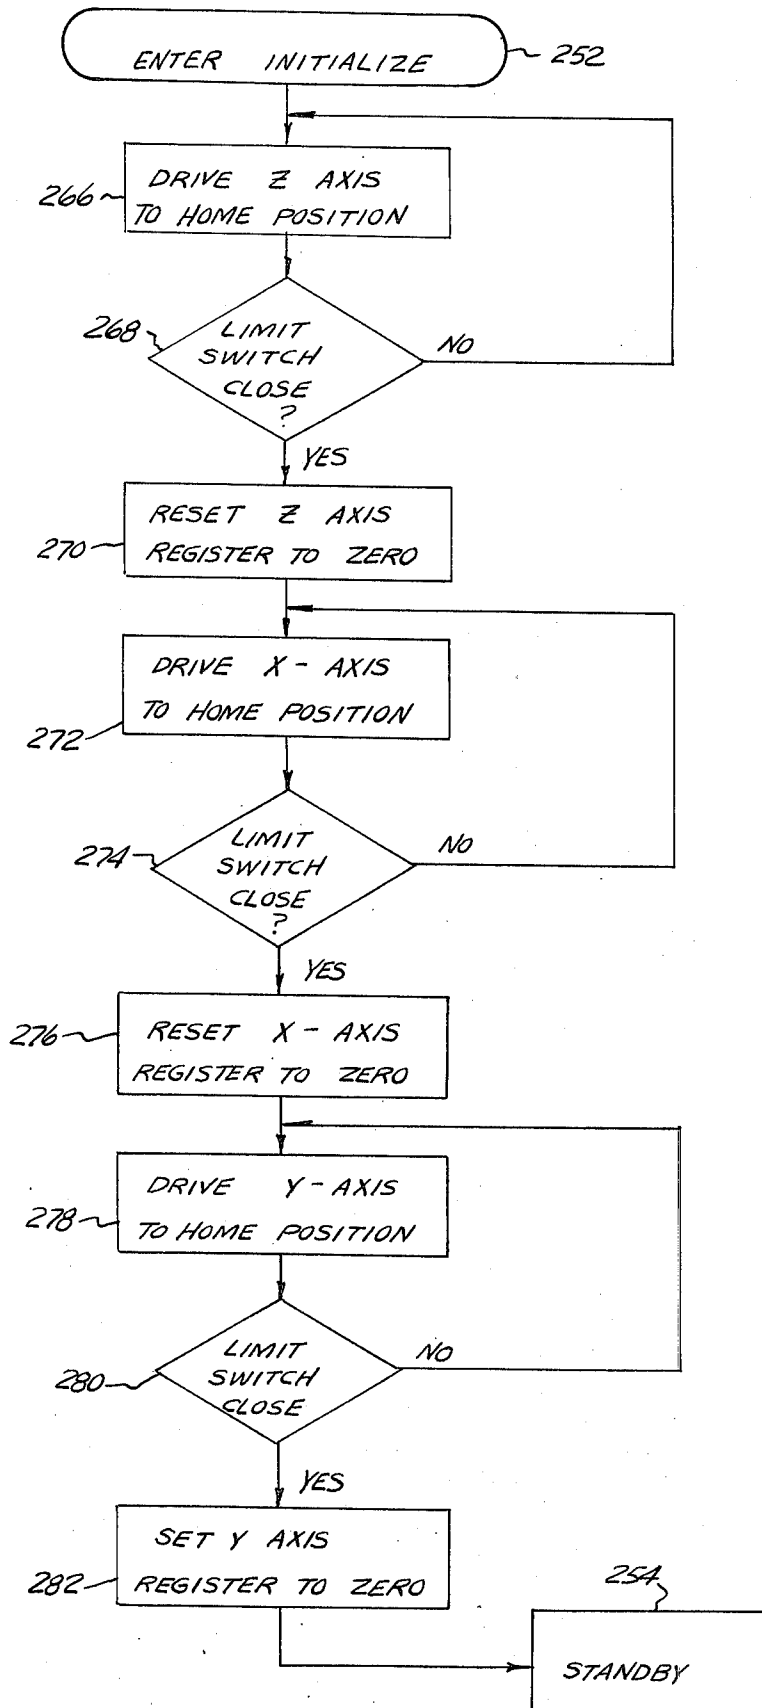 ENTER INITIALIZE
252
266
DRIVE Z AXIS
TO HOME POSITION
268
LIMIT
SWITCH
CLOSE
?
NO
YES
270
RESET Z AXIS
REGISTER TO ZERO
272
DRIVE X-AXIS
TO HOME POSITION
274
LIMIT
SWITCH
CLOSE
?
NO
YES
276
RESET X-AXIS
REGISTER TO ZERO
278
DRIVE Y-AXIS
TO HOME POSITION
280
LIMIT
SWITCH
CLOSE
NO
YES
282
SET Y AXIS
REGISTER TO ZERO
254
STANDBY